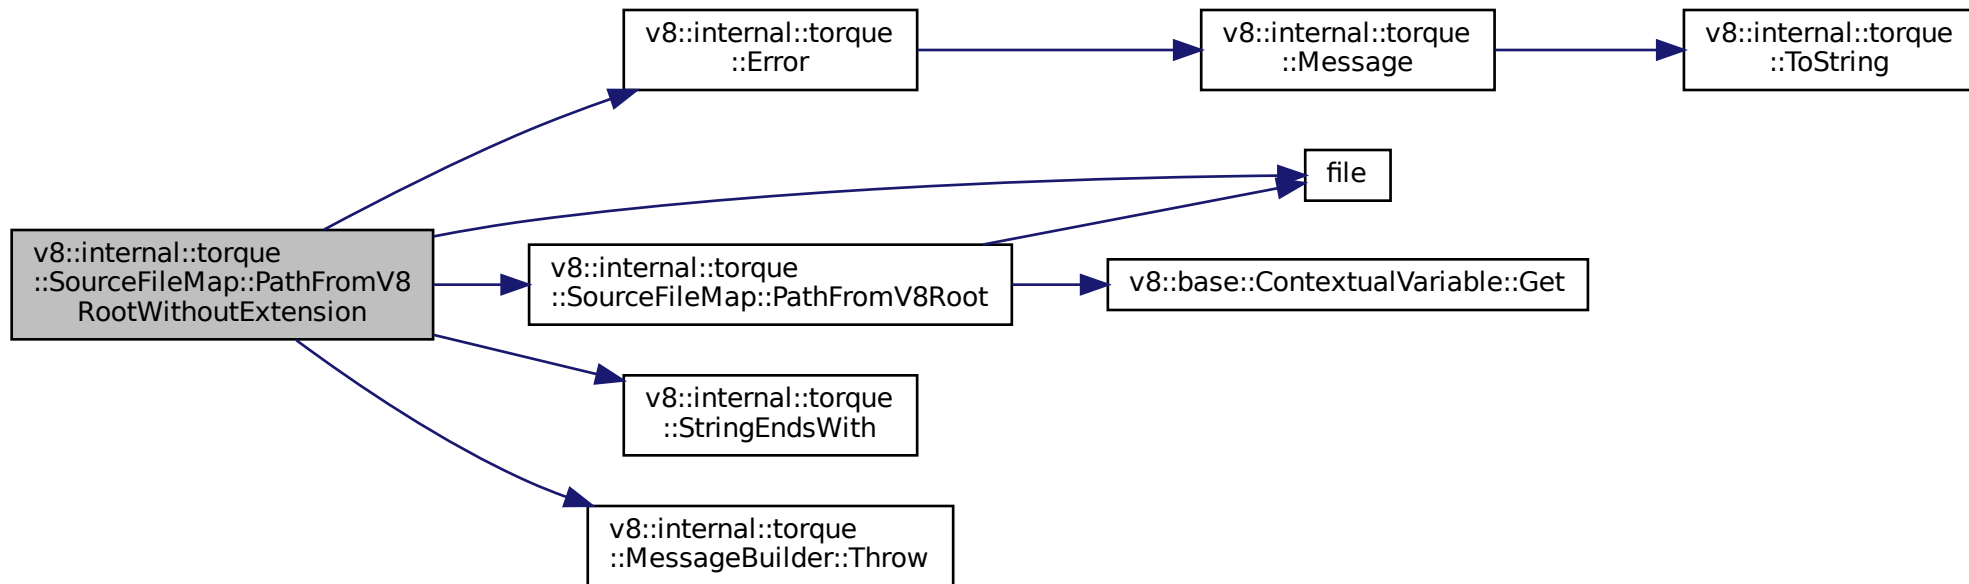 v8::internal::torque
::Error
v8::internal::torque
::Message
v8::internal::torque
::ToString
file
v8::internal::torque
::SourceFileMap::PathFromV8
RootWithoutExtension
v8::internal::torque
::SourceFileMap::PathFromV8Root
v8::base::ContextualVariable::Get
v8::internal::torque
::StringEndsWith
v8::internal::torque
::MessageBuilder::Throw